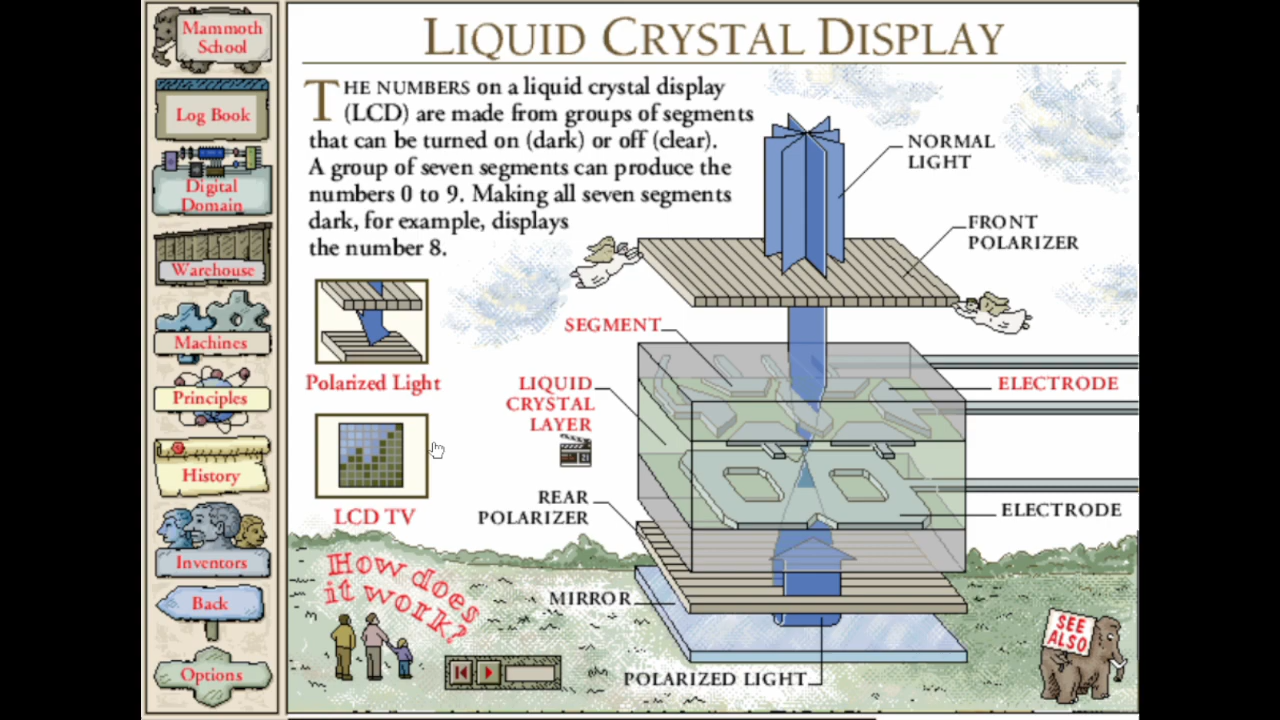 Mammoth
School
Log Book
Digital
Domain
Warehouse
Machines
Principles
History
Inventors
Back
Options
LIQUID CRYSTAL DISPLAY
THE NUMBERS on a liquid crystal display
(LCD) are made from groups of segments
that can be turned on (dark) or off (clear).
A group of seven segments can produce the
numbers 0 to 9. Making all seven segments
dark, for example, displays
the number 8.
Polarized Light
LCD TV
How does
it work?
NORMAL
LIGHT
FRONT
POLARIZER
SEGMENT
LIQUID
CRYSTAL
LAYER
ELECTRODE
REAR
POLARIZER
ELECTRODE
MIRROR
POLARIZED LIGHT
SEE
ALSO